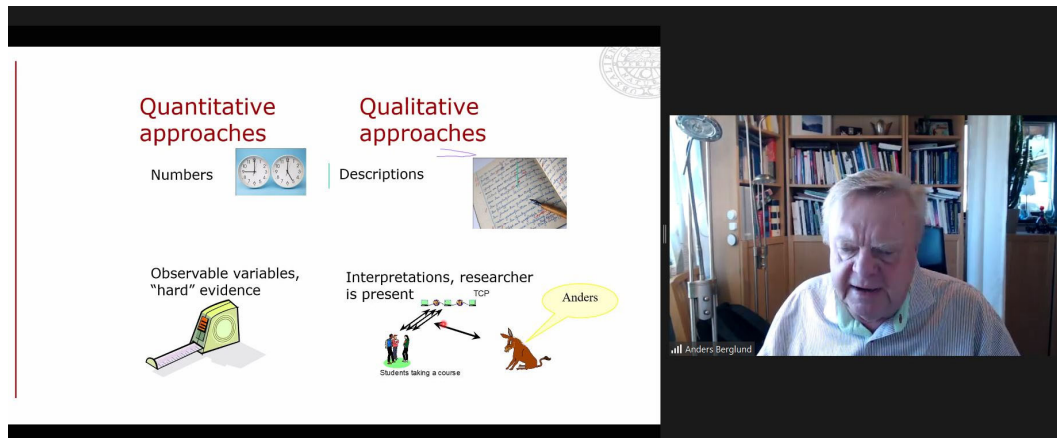 Quantitative
approaches
Qualitative
approaches
Numbers
Descriptions
Observable variables,
“hard” evidence
Interpretations, researcher
is present
TCP
Anders
Students taking a course
Anders Berglund